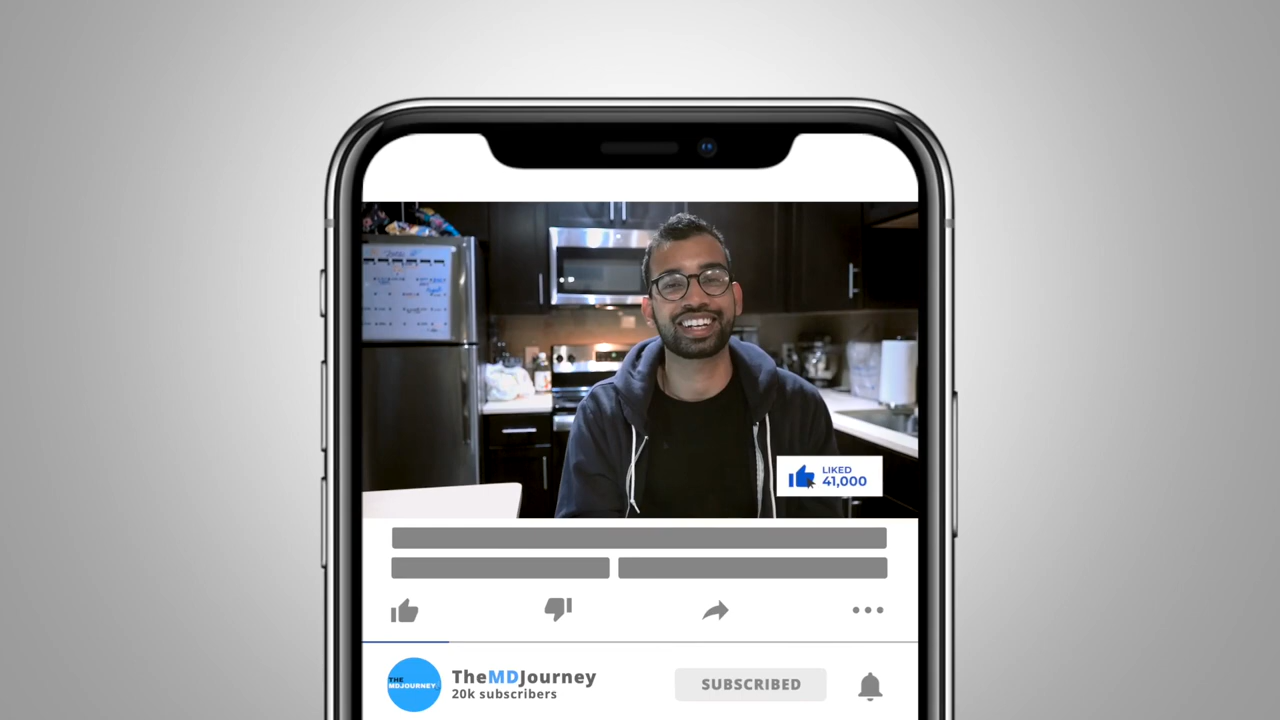 LIKED
41,000
THE
MDJOURNEY
TheMDJourney
20k subscribers
SUBSCRIBED